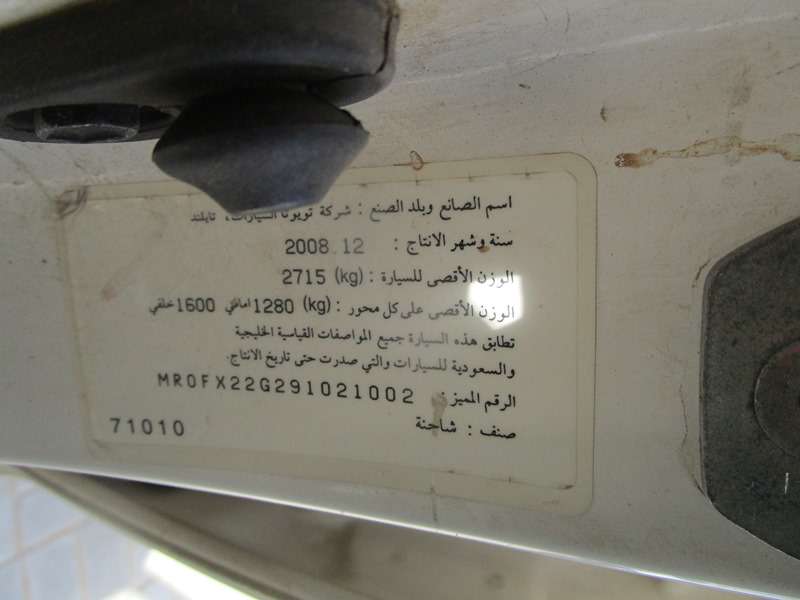 اسم الصانع وبلد الصنع : شركة تويوتا للسيارات، تايلند
سنة وشهر الانتاج : 2008.12
الوزن الأقصى للسيارة : (kg) 2715
الوزن الأقصى على كل محور : (kg) 1280 امامي 1600 خلفي
تطابق هذه السيارة جميع المواصفات القياسية الخليجية
والسعودية للسيارات والتي صدرت حتى تاريخ الانتاج.
الرقم المميز : MR0FX22G291021002
صنف : شاحنة
71010